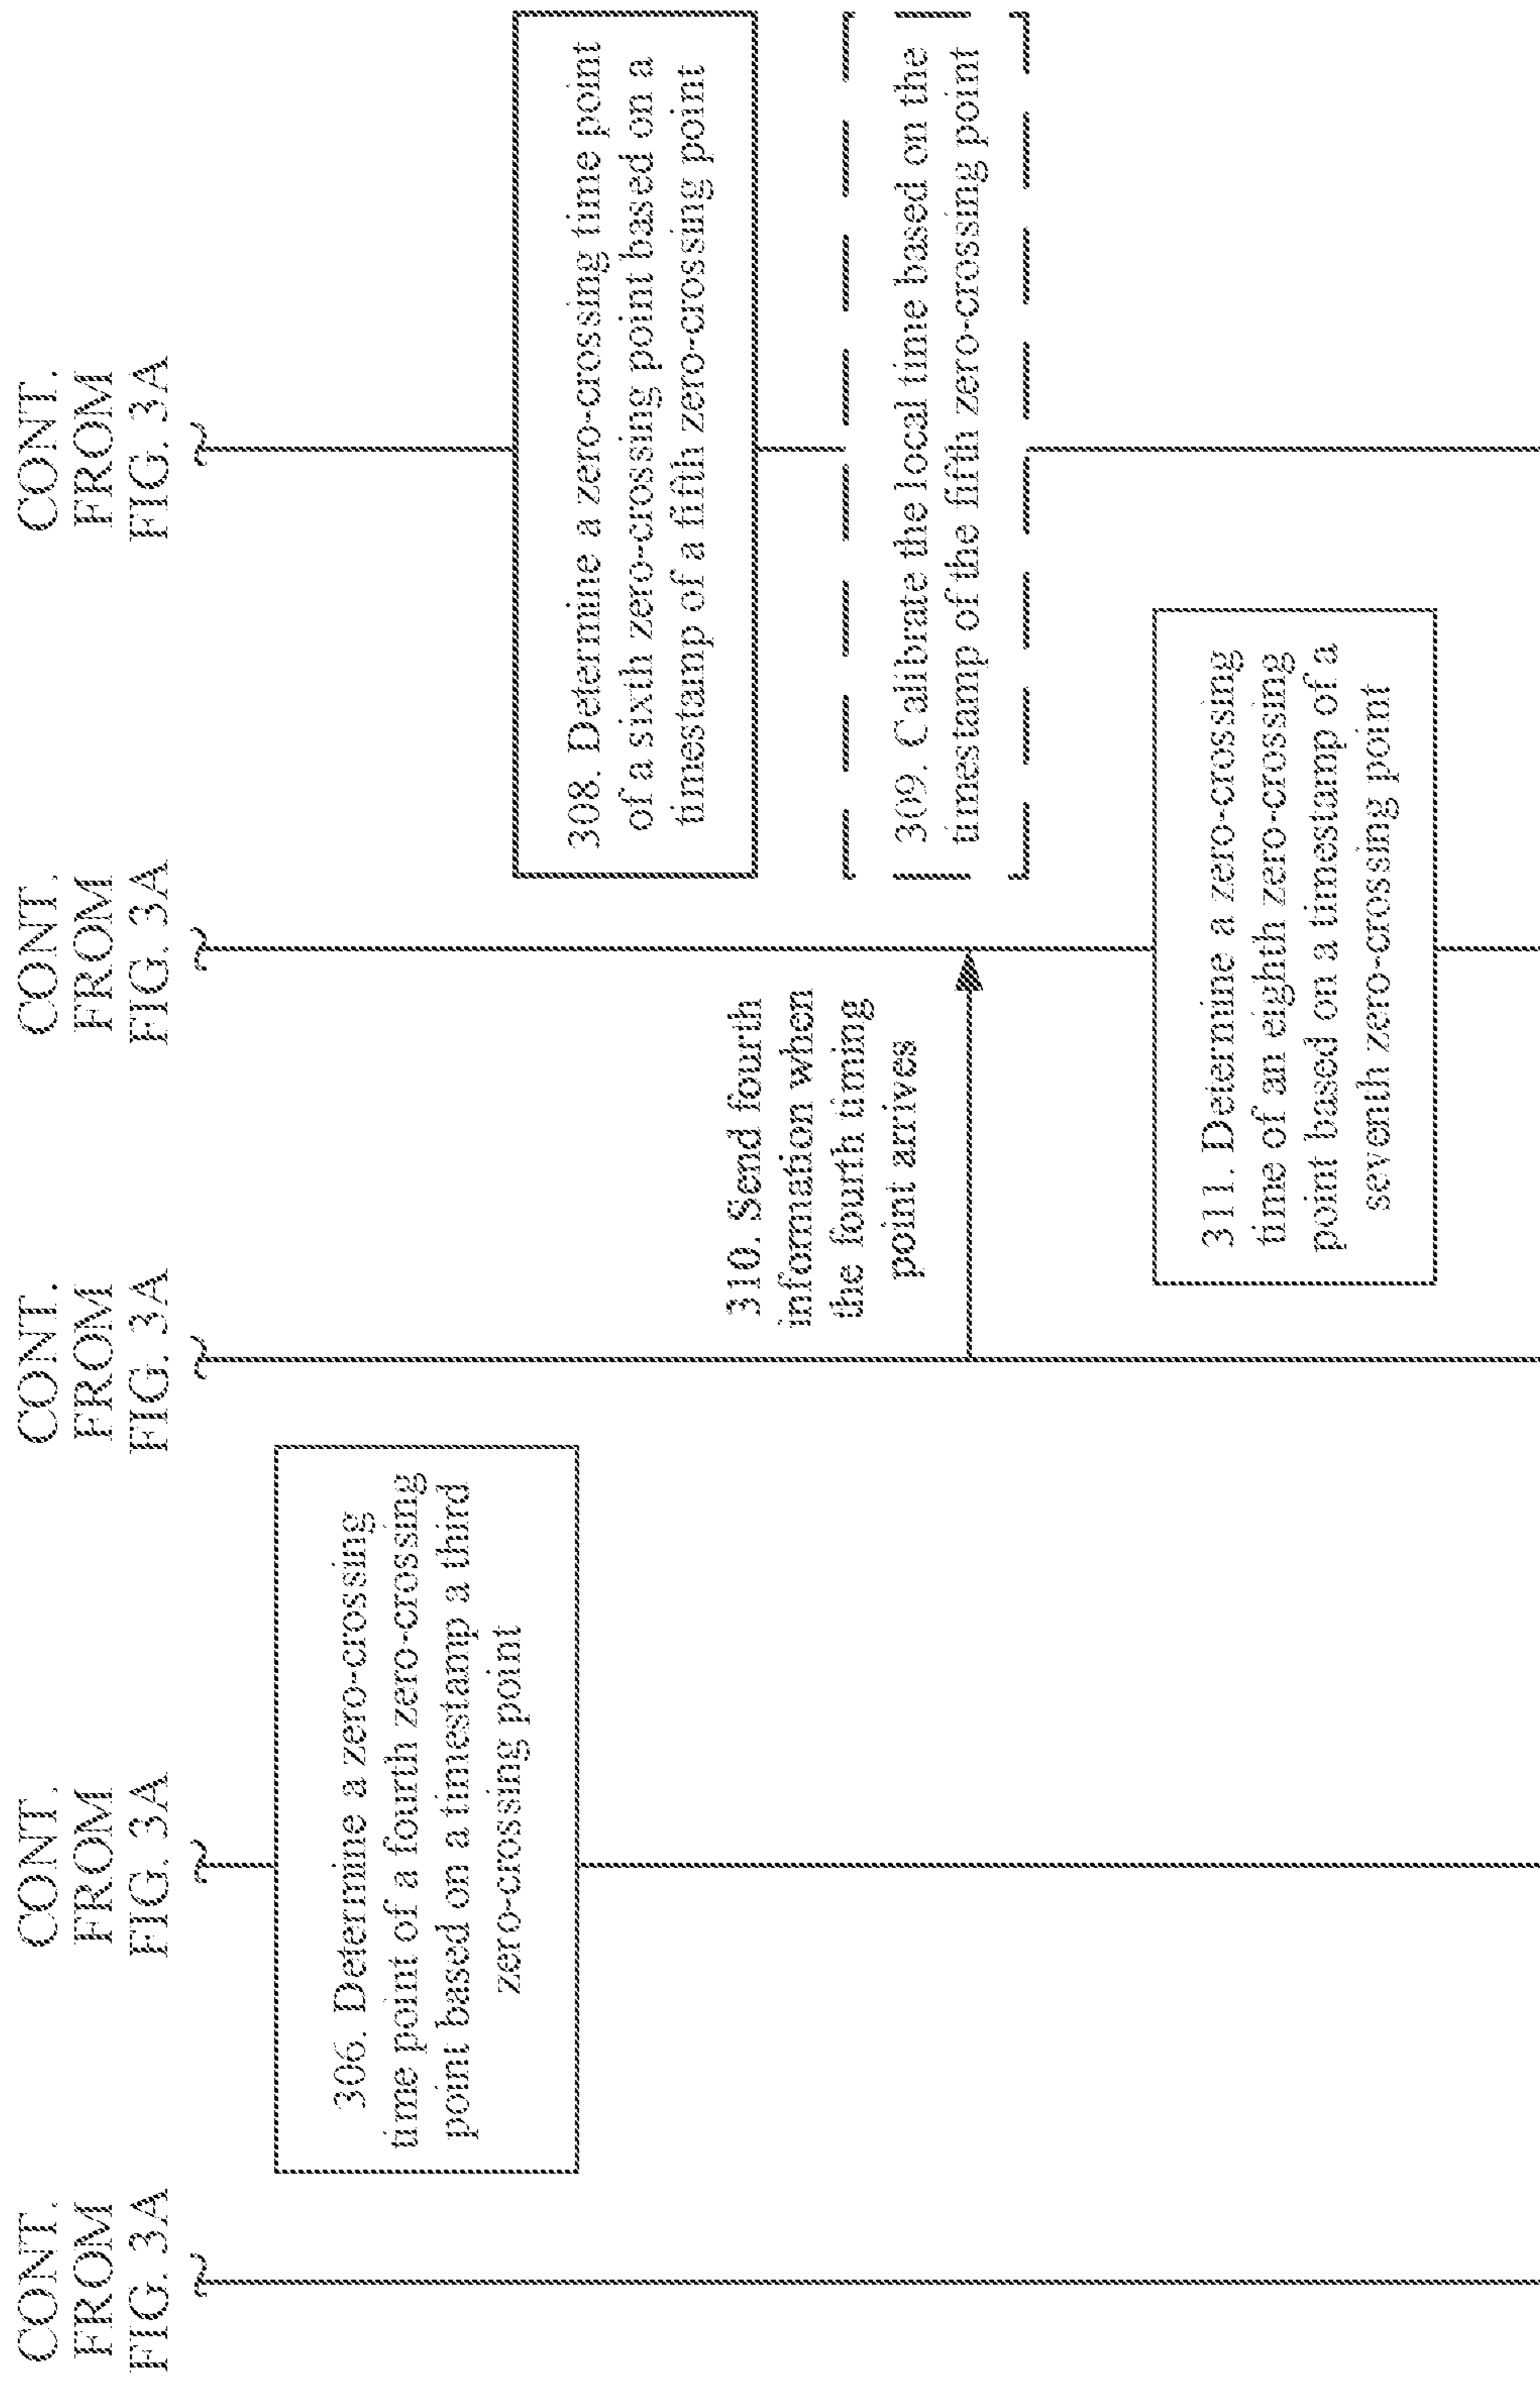 CONT.
FROM
FIG. 3A
CONT.
FROM
FIG. 3A
CONT.
FROM
FIG. 3A
CONT.
FROM
FIG. 3A
CONT.
FROM
FIG. 3A
306. Determine a zero-crossing
time point of a fourth zero-crossing
point based on a timestamp a third
zero-crossing point
308. Determine a zero-crossing time point
of a sixth zero-crossing point based on a
timestamp of a fifth zero-crossing point
309. Calibrate the local time based on the
timestamp of the fifth zero-crossing point
310. Send fourth
information when
the fourth timing
point arrives
311. Determine a zero-crossing
time of an eighth zero-crossing
point based on a timestamp of a
seventh zero-crossing point